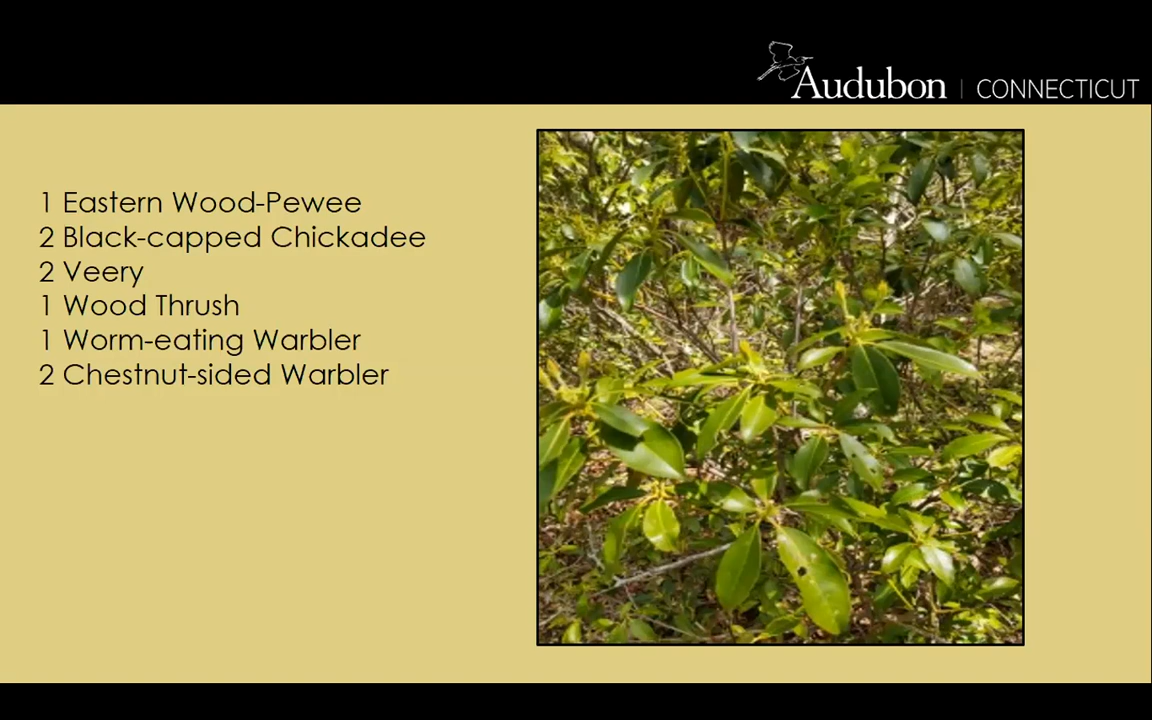 Audubon | CONNECTICUT
1 Eastern Wood-Pewee
2 Black-capped Chickadee
2 Veery
1 Wood Thrush
1 Worm-eating Warbler
2 Chestnut-sided Warbler